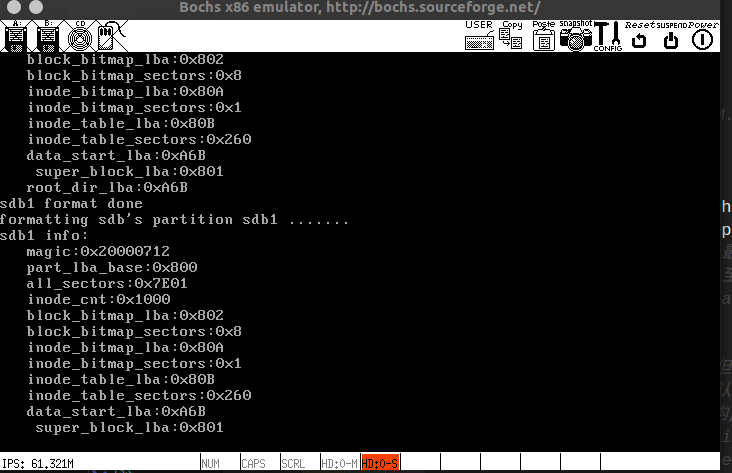 Bochs x86 emulator, http://bochs.sourceforge.net/
A: B: CD USER Copy Paste snapshot CONFIG Reset SUSPEND Power
block_bitmap_lba:0x802
block_bitmap_sectors:0x8
inode_bitmap_lba:0x80A
inode_bitmap_sectors:0x1
inode_table_lba:0x80B
inode_table_sectors:0x260
data_start_lba:0xA6B
super_block_lba:0x801
root_dir_lba:0xA6B
sdb1 format done
formatting sdb's partition sdb1 .......
sdb1 info:
magic:0x20000712
part_lba_base:0x800
all_sectors:0x7E01
inode_cnt:0x1000
block_bitmap_lba:0x802
block_bitmap_sectors:0x8
inode_bitmap_lba:0x80A
inode_bitmap_sectors:0x1
inode_table_lba:0x80B
inode_table_sectors:0x260
data_start_lba:0xA6B
super_block_lba:0x801
IPS: 61.321M NUM CAPS SCRL HD:0-M HD:0-S